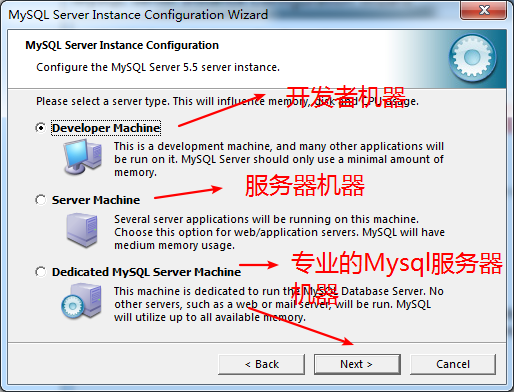 MySQL Server Instance Configuration Wizard
MySQL Server Instance Configuration
Configure the MySQL Server 5.5 server instance.
Please select a server type. This will influence memory, disk and CPU usage.
开发者机器
Developer Machine
This is a development machine, and many other applications will
be run on it. MySQL Server should only use a minimal amount of
memory.
服务器机器
Server Machine
Several server applications will be running on this machine.
Choose this option for web/application servers. MySQL will have
medium memory usage.
专业的Mysql服务器
机器
Dedicated MySQL Server Machine
This machine is dedicated to run the MySQL Database Server. No
other servers, such as a web or mail server, will be run. MySQL
will utilize up to all available memory.
< Back
Next >
Cancel